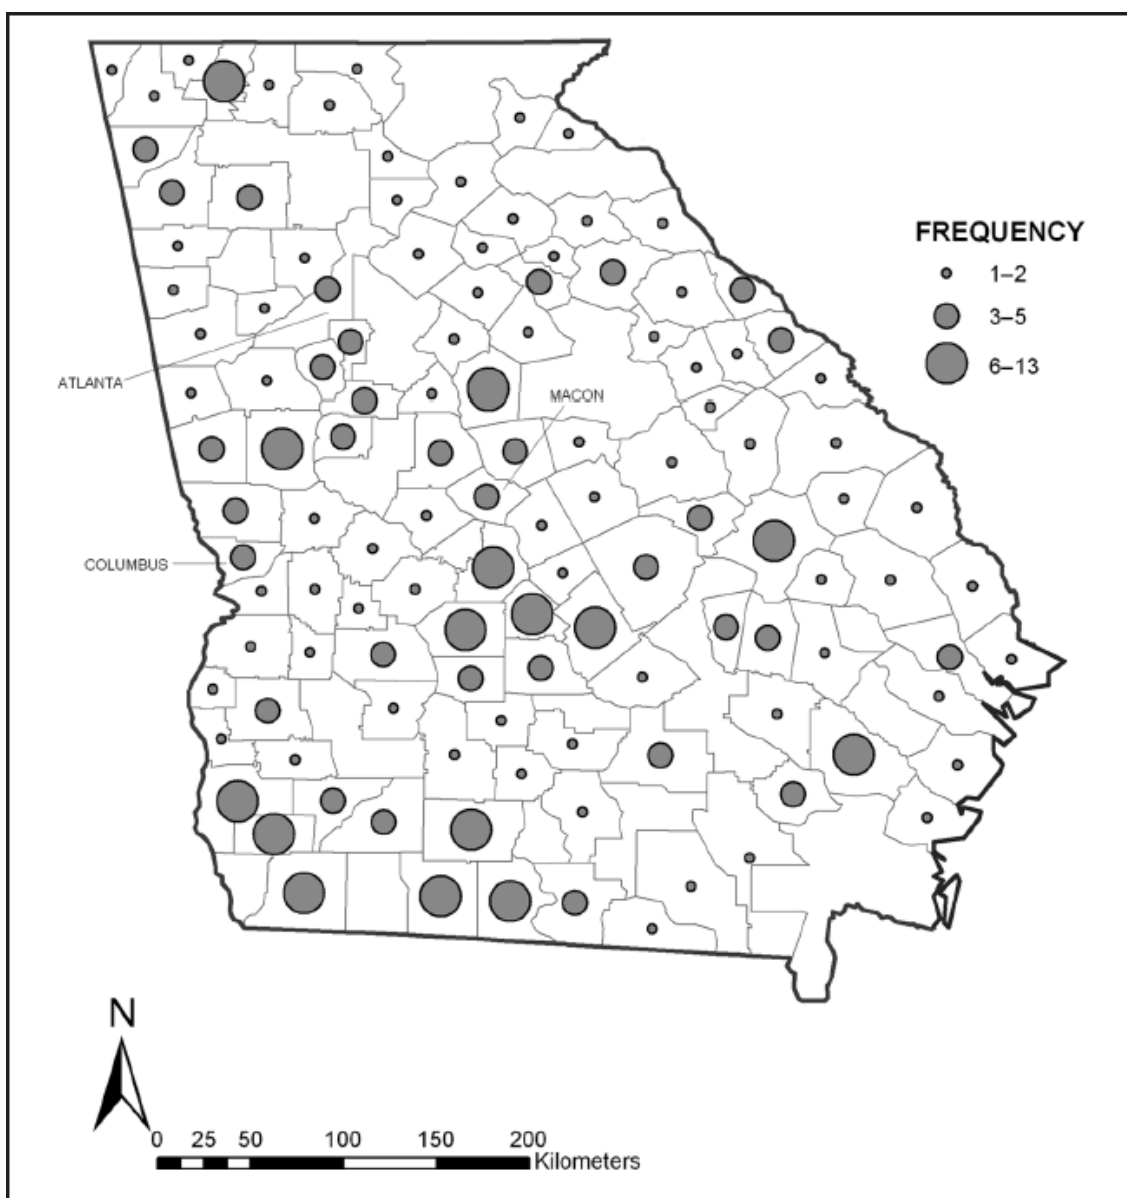 FREQUENCY
1–2
3–5
6–13
ATLANTA
MACON
COLUMBUS
N
0 25 50 100 150 200
Kilometers